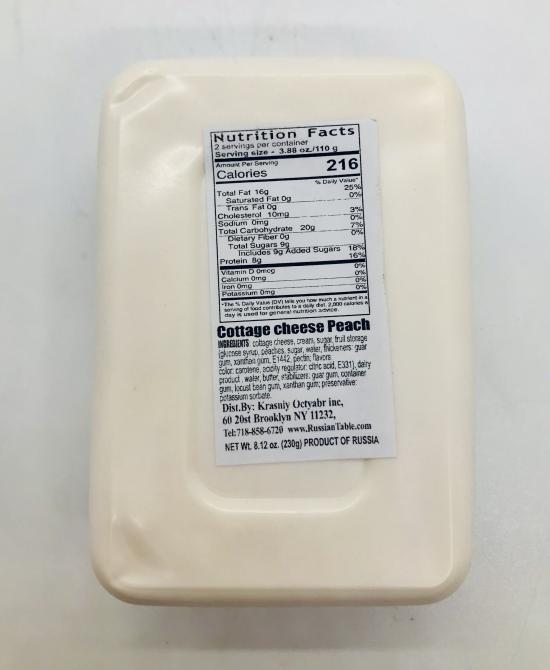 Nutrition Facts
2 servings per container
Serving size - 3.88 oz./110 g
Amount Per Serving
Calories 216
% Daily Value*
Total Fat 16g 25%
Saturated Fat 0g 0%
Trans Fat 0g
Cholesterol 10mg 3%
Sodium 0mg 0%
Total Carbohydrate 20g 7%
Dietary Fiber 0g 0%
Total Sugars 9g
Includes 9g Added Sugars 18%
Protein 8g 16%
Vitamin D 0mcg 0%
Calcium 0mg 0%
Iron 0mg 0%
Potassium 0mg 0%
*The % Daily Value (DV) tells you how much a nutrient in a
serving of food contributes to a daily diet. 2,000 calories a
day is used for general nutrition advice.
Cottage cheese Peach
INGREDIENTS: cottage cheese, cream, sugar, fruit storage
(glucose syrup, peaches, sugar, water, thickeners: guar
gum, xanthan gum, E1442, pectin; flavors
color: carotene, acidity regulator: citric acid, E331), dairy
product, water, butter, stabilizers: guar gum, container
gum, locust bean gum, xanthan gum; preservative:
potassium sorbate.
Dist.By: Krasniy Octyabr inc,
60 20st Brooklyn NY 11232,
Tel:718-858-6720 www.RussianTable.com
NET Wt. 8.12 oz. (230g) PRODUCT OF RUSSIA